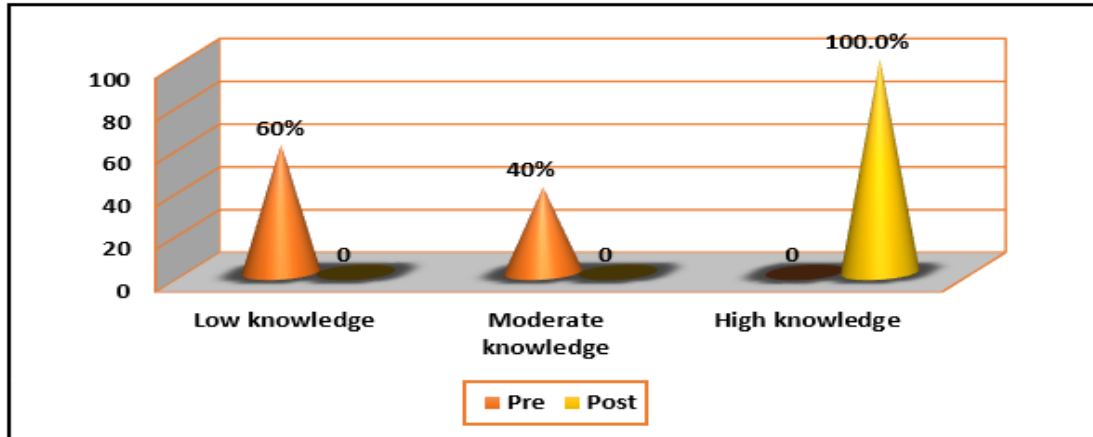 100.0%
100
80
60%
60
40%
40
20
0
0
0
0
Low knowledge
Moderate
knowledge
High knowledge
Pre
Post